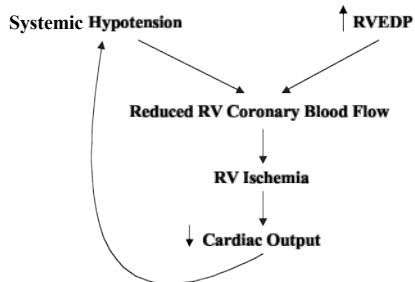 Systemic Hypotension
↑ RVEDP
Reduced RV Coronary Blood Flow
RV Ischemia
↓ Cardiac Output